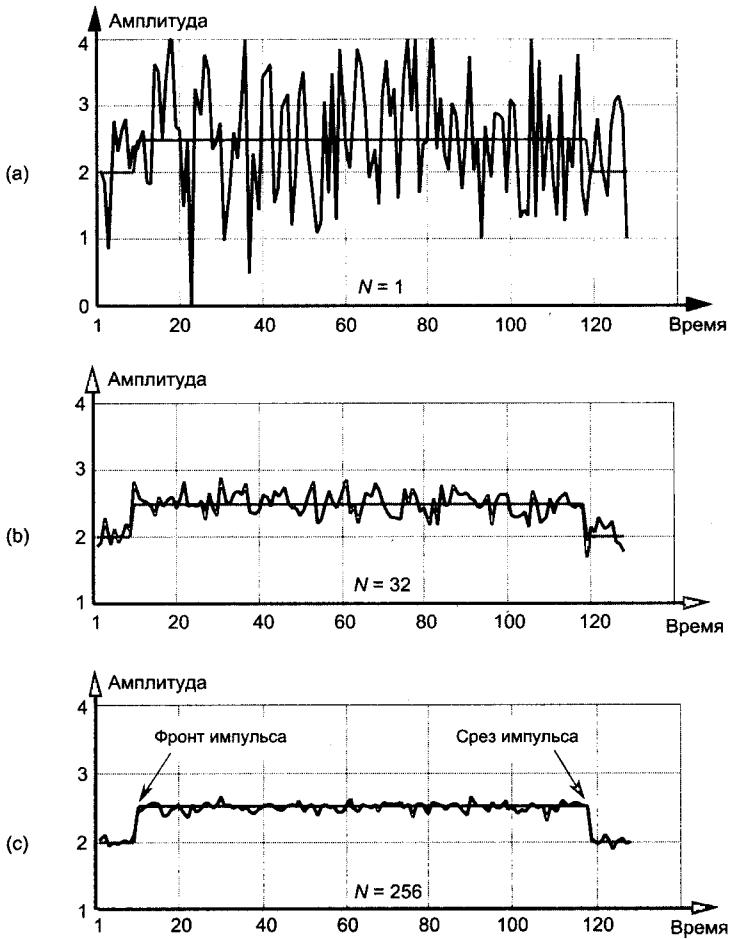 Амплитуда
4
3
(a)
2
1
N = 1
0
1 20 40 60 80 100 120 Время
Амплитуда
4
3
(b)
2
N = 32
1
1 20 40 60 80 100 120 Время
Амплитуда
4
Фронт импульса Срез импульса
3
2
(c)
N = 256
1
1 20 40 60 80 100 120 Время